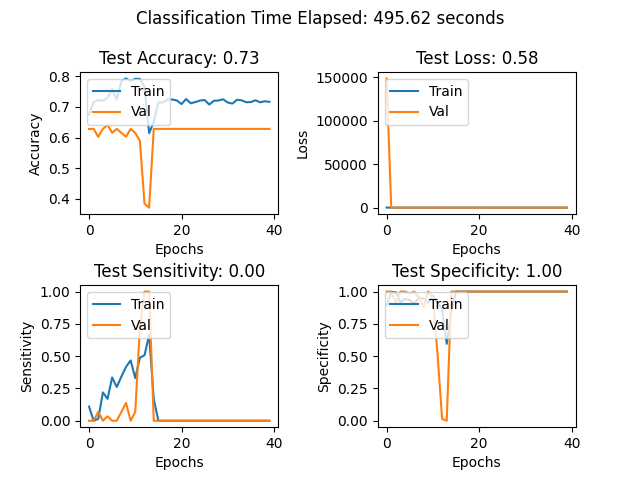 Classification Time Elapsed: 495.62 seconds
Test Accuracy: 0.73
Accuracy
0.8
0.7
0.6
0.5
0.4
Train
Val
0 20 40
Epochs
Test Loss: 0.58
Loss
150000
100000
50000
0
Train
Val
0 20 40
Epochs
Test Sensitivity: 0.00
Sensitivity
1.00
0.75
0.50
0.25
0.00
Train
Val
0 20 40
Epochs
Test Specificity: 1.00
Specificity
1.00
0.75
0.50
0.25
0.00
Train
Val
0 20 40
Epochs